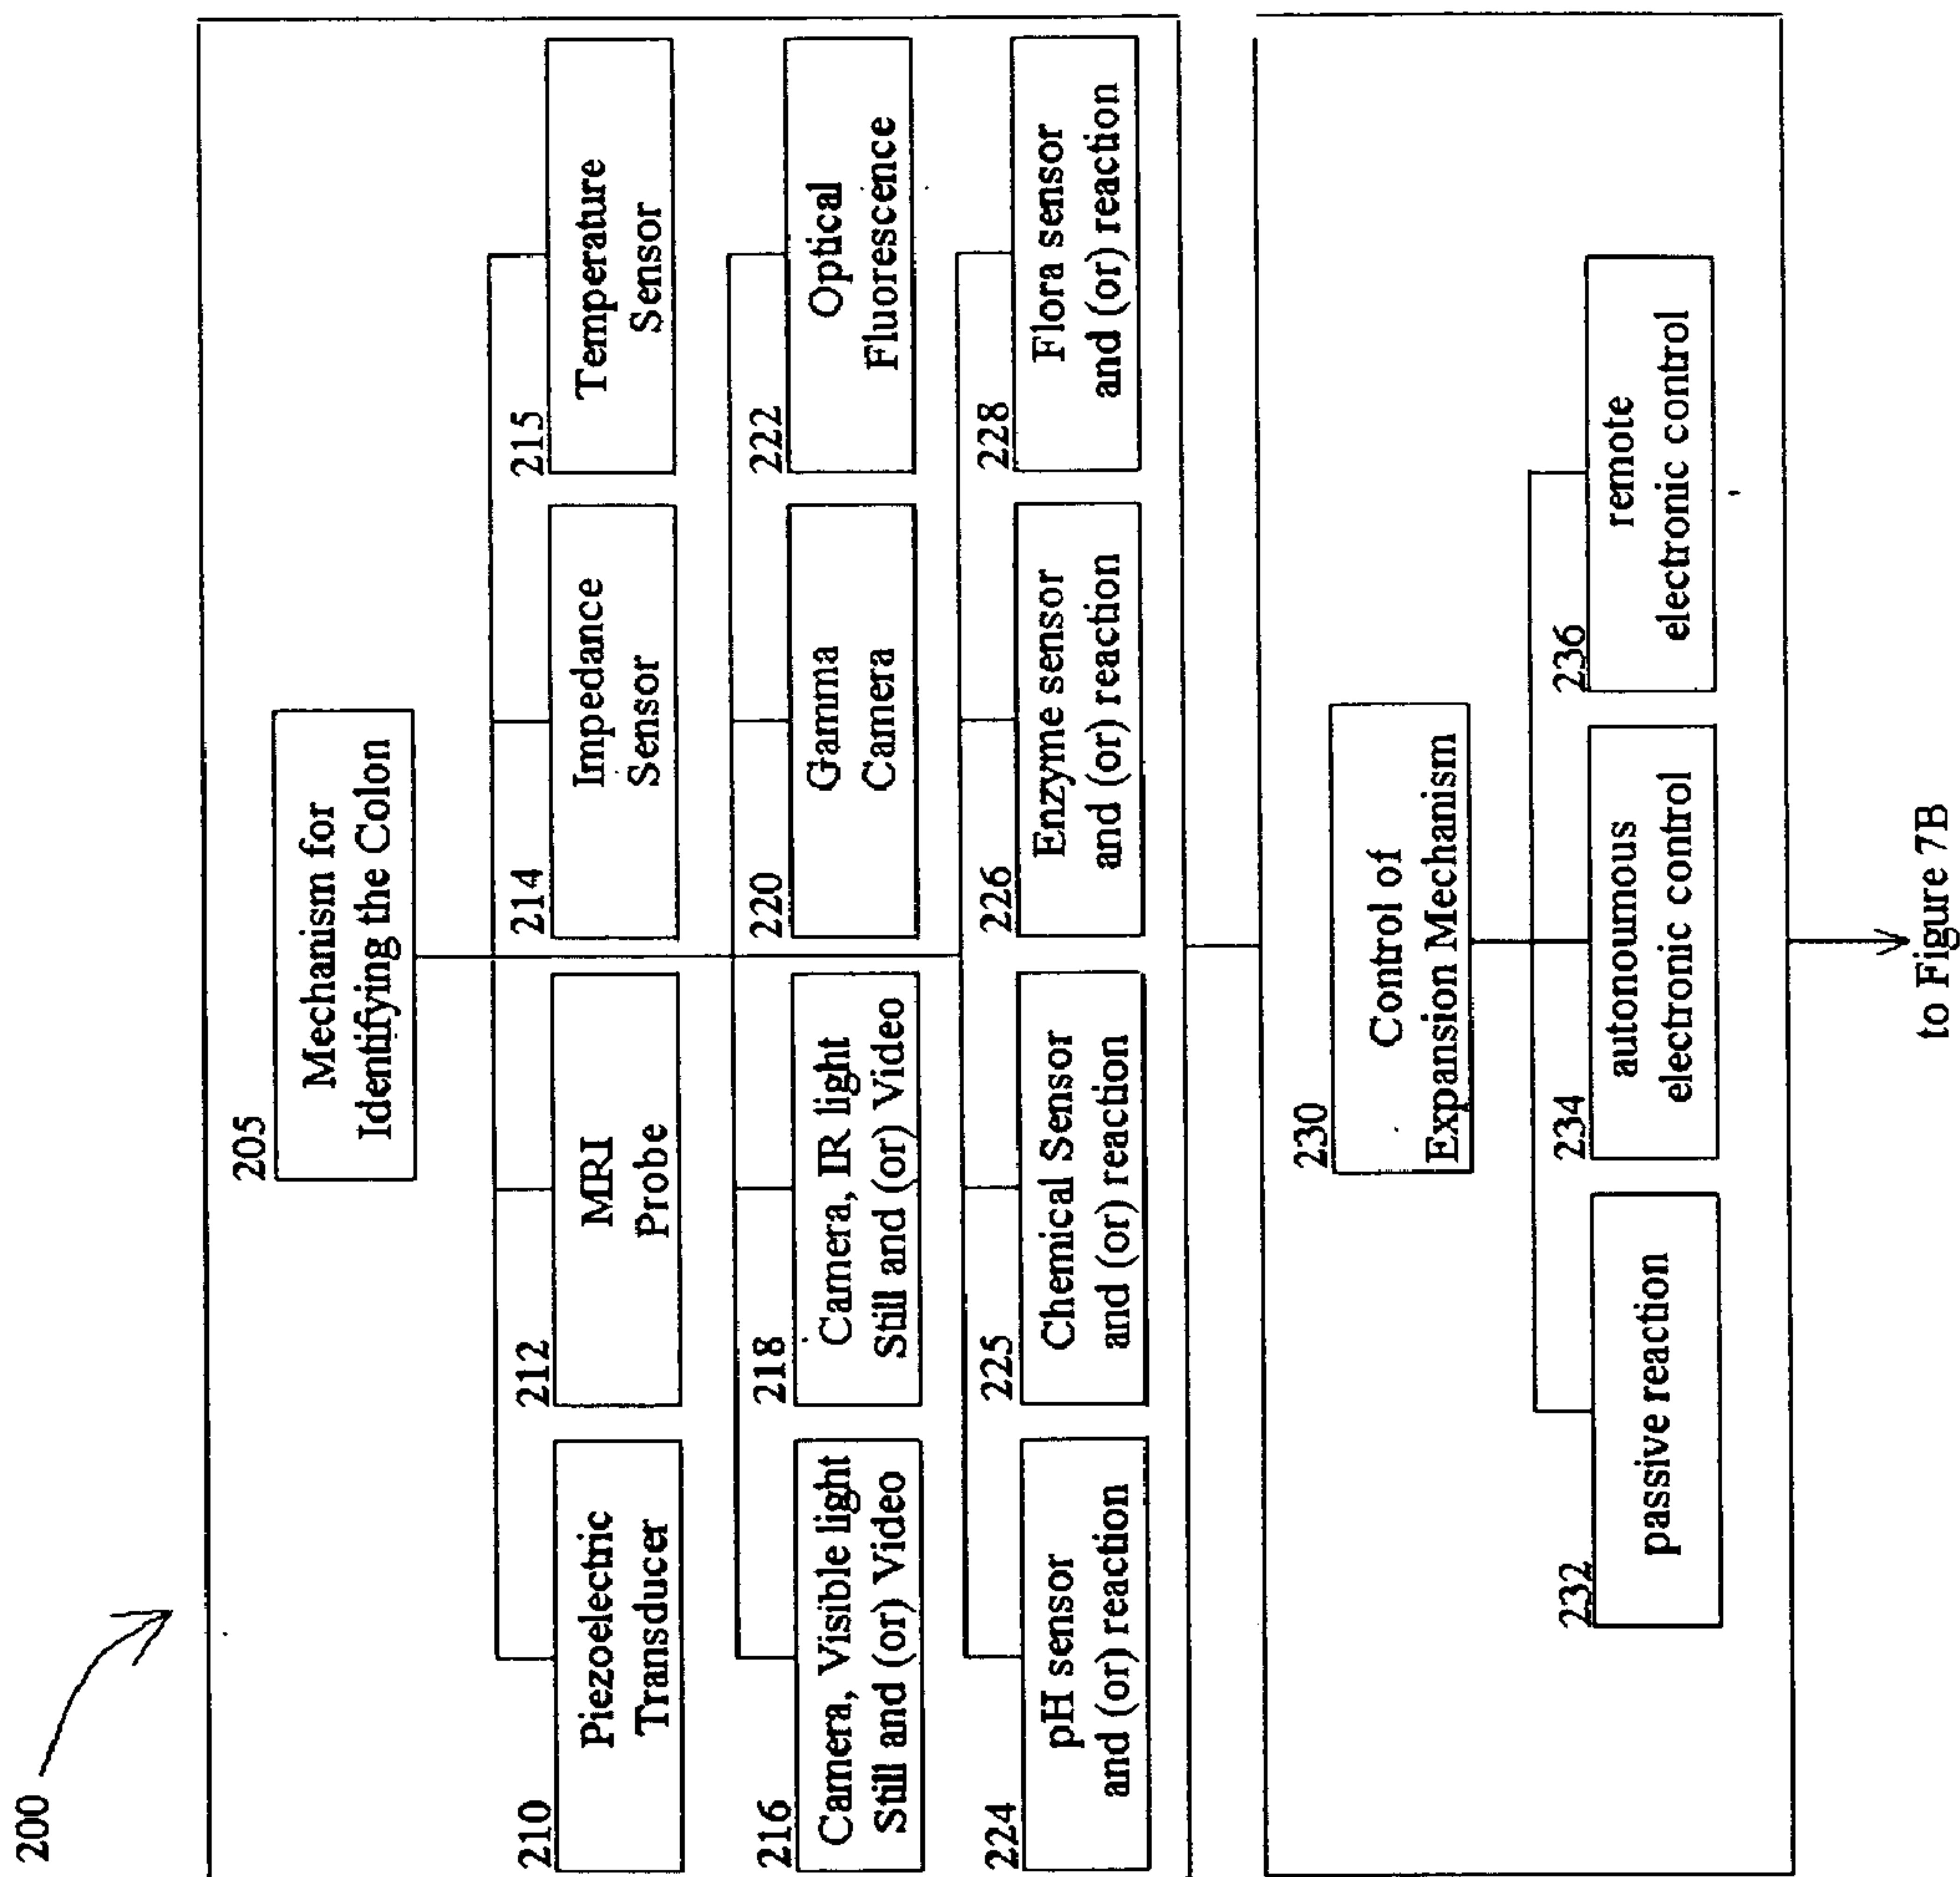 200
205
Mechanism for
Identifying the Colon
210
Piezoelectric
Transducer
212
MRI
Probe
214
Impedance
Sensor
215
Temperature
Sensor
216
Camera, Visible light
Still and (or) Video
218
Camera, IR light
Still and (or) Video
220
Gamma
Camera
222
Optical
Fluorescence
224
pH sensor
and (or) reaction
225
Chemical Sensor
and (or) reaction
226
Enzyme sensor
and (or) reaction
228
Flora sensor
and (or) reaction
230
Control of
Expansion Mechanism
232
passive reaction
234
autonoumous
electronic control
236
remote
electronic control
to Figure 7B